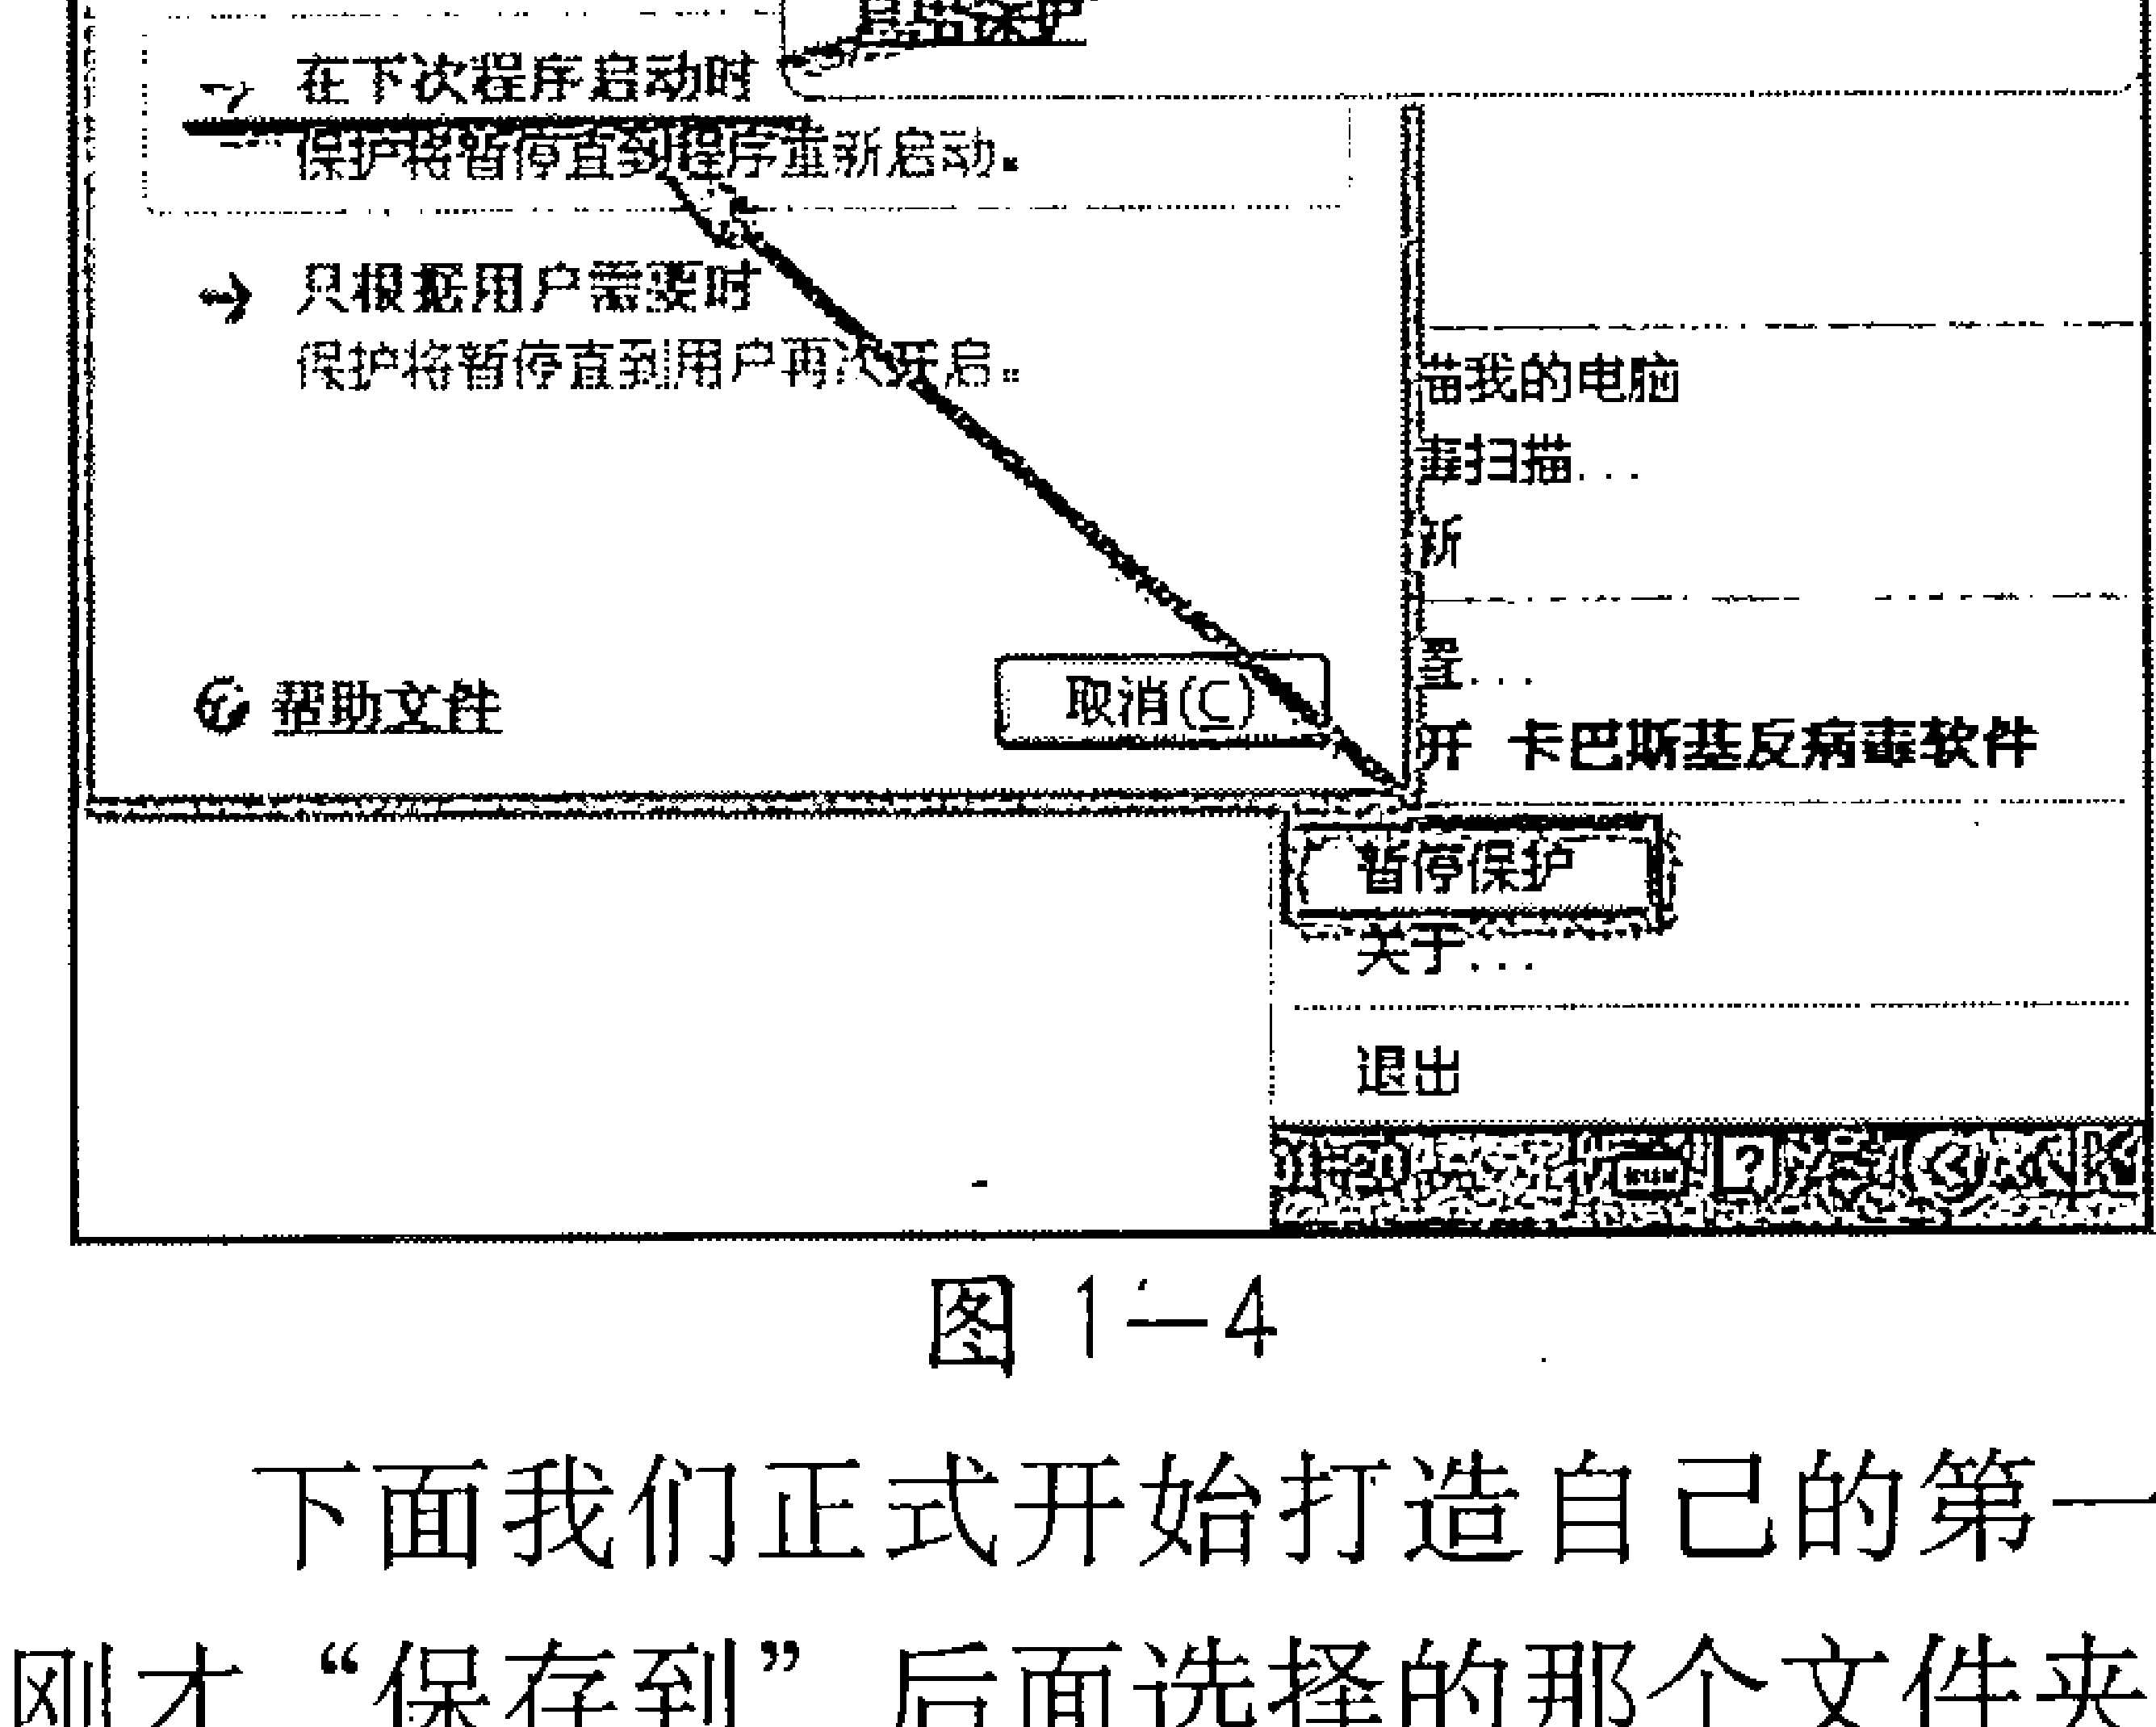 在下次程序启动时
保护将暂停直到程序重新启动。
只根据用户需要时
保护将暂停直到用户再次开启。
描我的电脑
毒扫描...
新
置...
帮助文件
取消(C)
开 卡巴斯基反病毒软件
暂停保护
关于...
退出
图 1—4
下面我们正式开始打造自己的第一
刚才“保存到”后面选择的那个文件夹